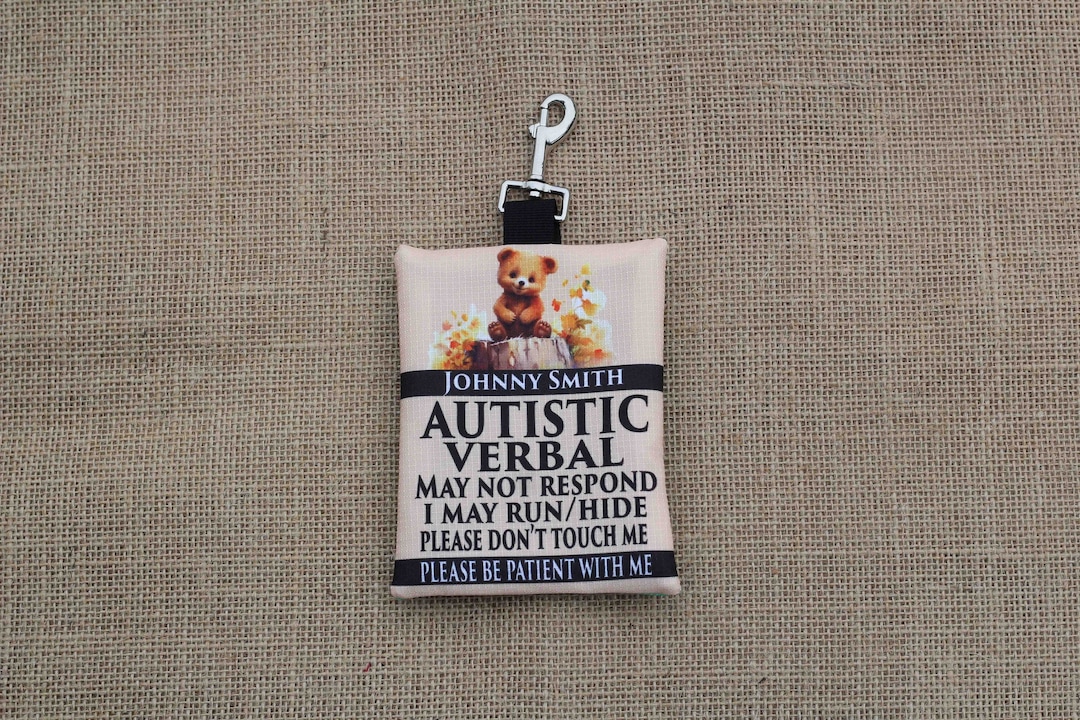 Johnny Smith
AUTISTIC
VERBAL
MAY NOT RESPOND
I MAY RUN/HIDE
PLEASE DON'T TOUCH ME
PLEASE BE PATIENT WITH ME